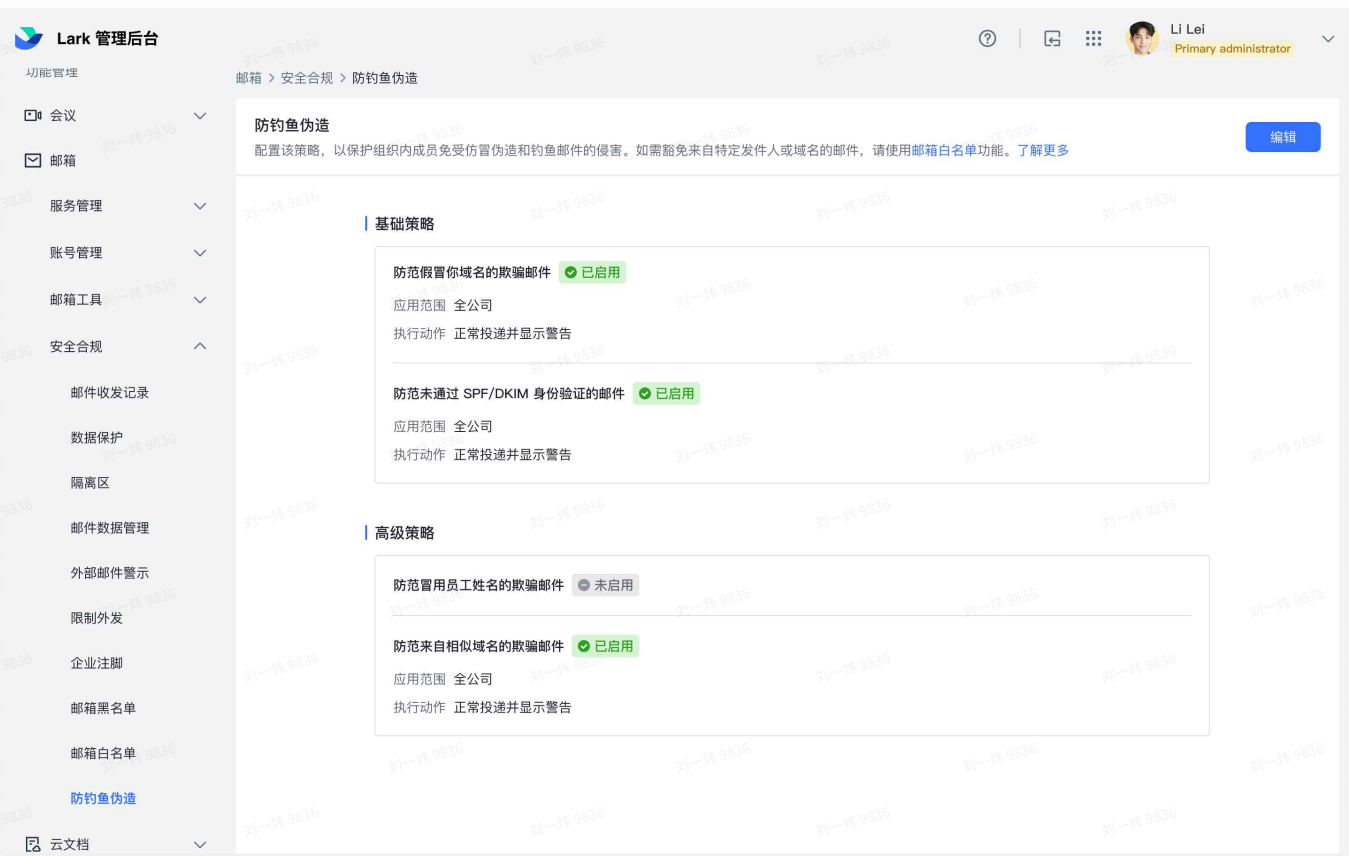 Lark 管理后台
Li Lei
Primary administrator
功能管理
会议
邮箱
服务管理
账号管理
邮箱工具
安全合规
邮件收发记录
数据保护
隔离区
邮件数据管理
外部邮件警示
限制外发
企业注脚
邮箱黑名单
邮箱白名单
防钓鱼伪造
云文档
邮箱 > 安全合规 > 防钓鱼伪造
防钓鱼伪造
配置该策略，以保护组织内成员免受仿冒伪造和钓鱼邮件的侵害。如需豁免来自特定发件人或域名的邮件，请使用邮箱白名单功能。了解更多
编辑
基础策略
防范假冒你域名的欺骗邮件 已启用
应用范围 全公司
执行动作 正常投递并显示警告
防范未通过 SPF/DKIM 身份验证的邮件 已启用
应用范围 全公司
执行动作 正常投递并显示警告
高级策略
防范冒用员工姓名的欺骗邮件 未启用
防范来自相似域名的欺骗邮件 已启用
应用范围 全公司
执行动作 正常投递并显示警告
刘一炜 9836